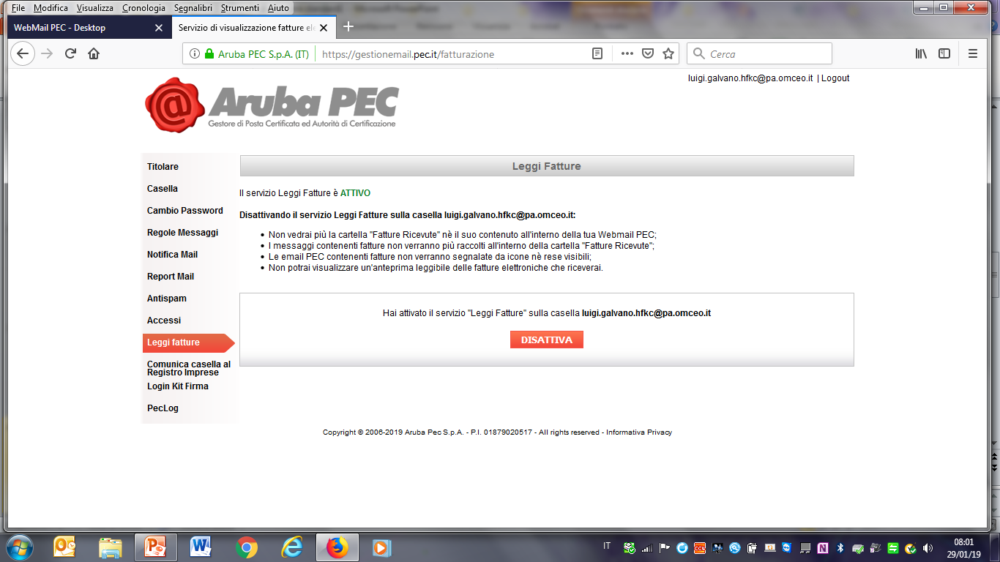 File Modifica Visualizza Cronologia Segnalibri Strumenti Aiuto
WebMail PEC - Desktop
Servizio di visualizzazione fatture ele
Aruba PEC S.p.A. (IT)
https://gestionemail.pec.it/fatturazione
Cerca
luigi.galvano.hfkc@pa.omceo.it | Logout
Aruba PEC
Gestore di Posta Certificata ed Autorità di Certificazione
Titolare
Casella
Cambio Password
Regole Messaggi
Notifica Mail
Report Mail
Antispam
Accessi
Leggi fatture
Comunica casella al
Registro Imprese
Login Kit Firma
PecLog
Leggi Fatture
Il servizio Leggi Fatture è ATTIVO
Disattivando il servizio Leggi Fatture sulla casella luigi.galvano.hfkc@pa.omceo.it:
• Non vedrai più la cartella "Fatture Ricevute" nè il suo contenuto all'interno della tua Webmail PEC;
• I messaggi contenenti fatture non verranno più raccolti all'interno della cartella "Fatture Ricevute";
• Le email PEC contenenti fatture non verranno segnalate da icone nè rese visibili;
• Non potrai visualizzare un'anteprima leggibile delle fatture elettroniche che riceverai.
Hai attivato il servizio "Leggi Fatture" sulla casella luigi.galvano.hfkc@pa.omceo.it
DISATTIVA
Copyright © 2006-2019 Aruba Pec S.p.A. - P.I. 01879020517 - All rights reserved - Informativa Privacy
IT
08:01
29/01/19